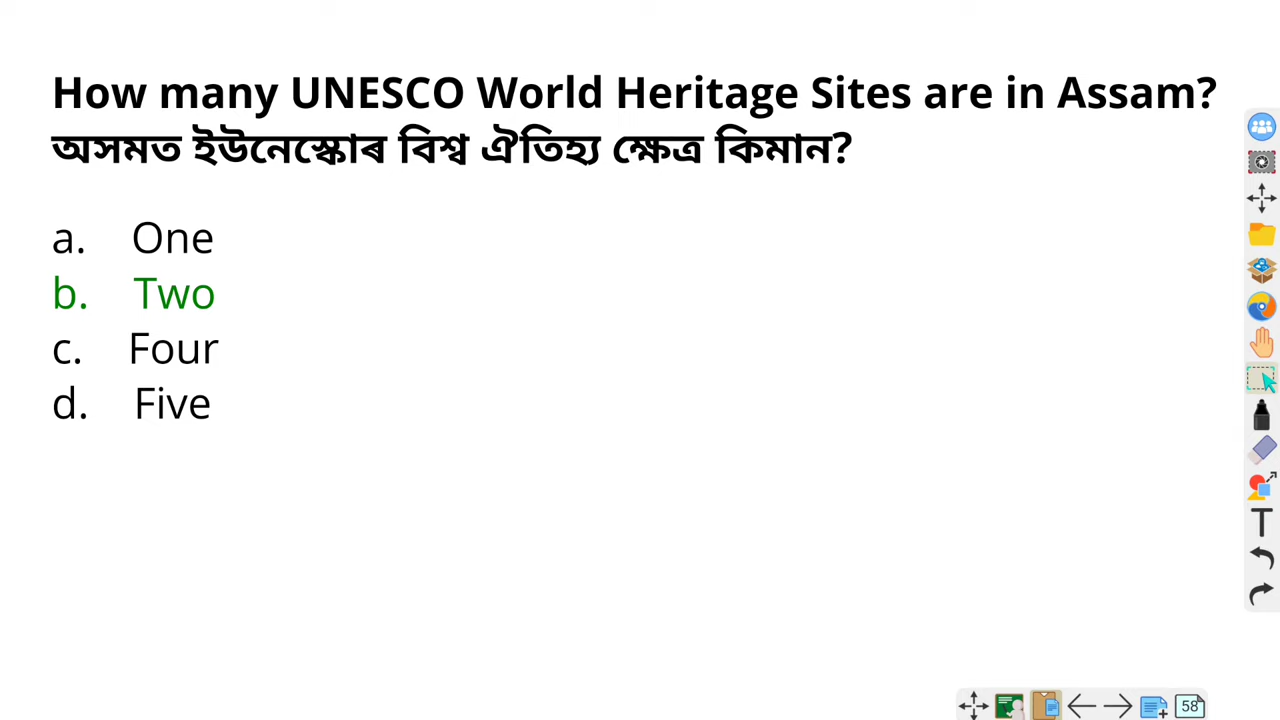 How many UNESCO World Heritage Sites are in Assam?
অসমত ইউনেস্কোৰ বিশ্ব ঐতিহ্য ক্ষেত্ৰ কিমান?
a. One
b. Two
c. Four
d. Five
T
58